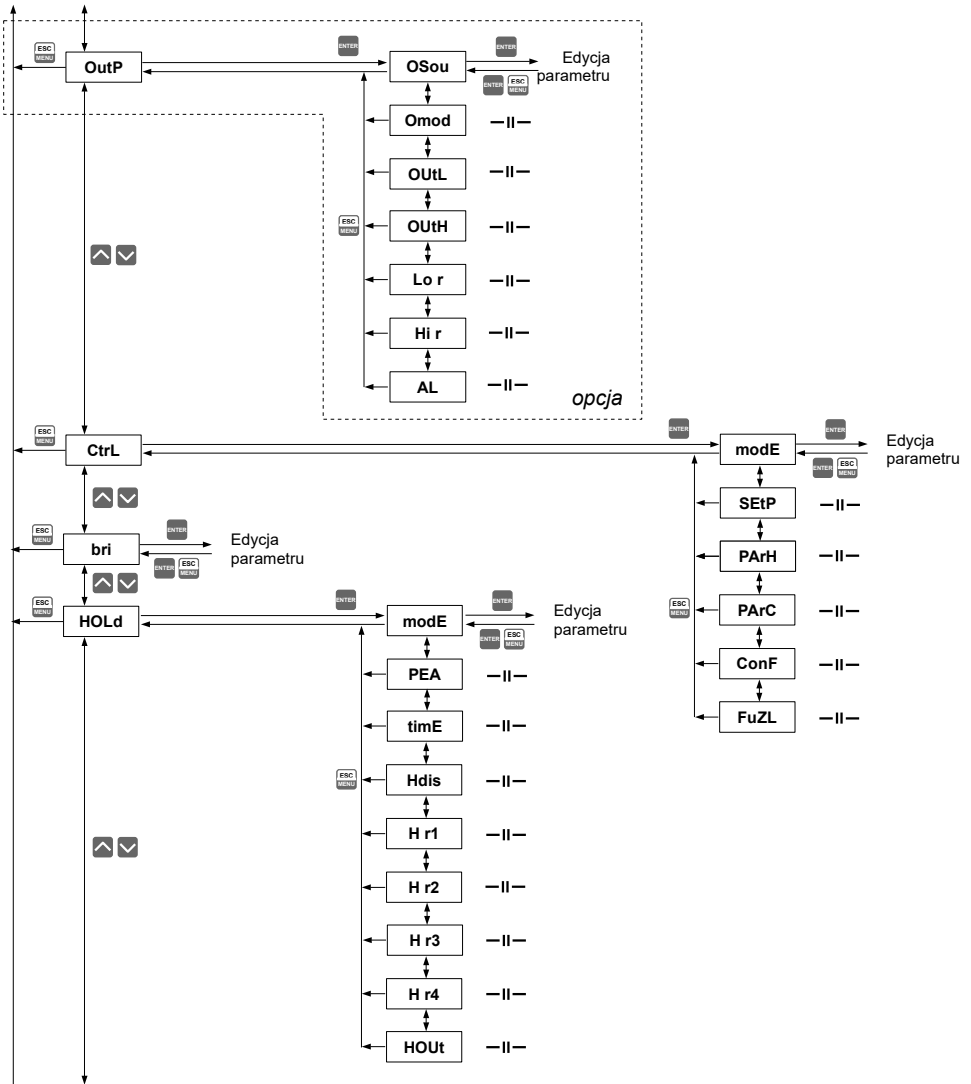 ESC
MENU
OutP
ENTER
OSou
ENTER
ENTER
ESC
MENU
Edycja
parametru
Omod
—II—
OUtL
—II—
ESC
MENU
OUtH
—II—
Lo r
—II—
Hi r
—II—
AL
—II—
opcja
ESC
MENU
CtrL
ENTER
modE
ENTER
ENTER
ESC
MENU
Edycja
parametru
SEtP
—II—
PArH
—II—
ESC
MENU
PArC
—II—
ConF
—II—
FuZL
—II—
ESC
MENU
bri
ENTER
ENTER
ESC
MENU
Edycja
parametru
ESC
MENU
HOLd
ENTER
modE
ENTER
ENTER
ESC
MENU
Edycja
parametru
PEA
—II—
timE
—II—
ESC
MENU
Hdis
—II—
H r1
—II—
H r2
—II—
H r3
—II—
H r4
—II—
HOUt
—II—